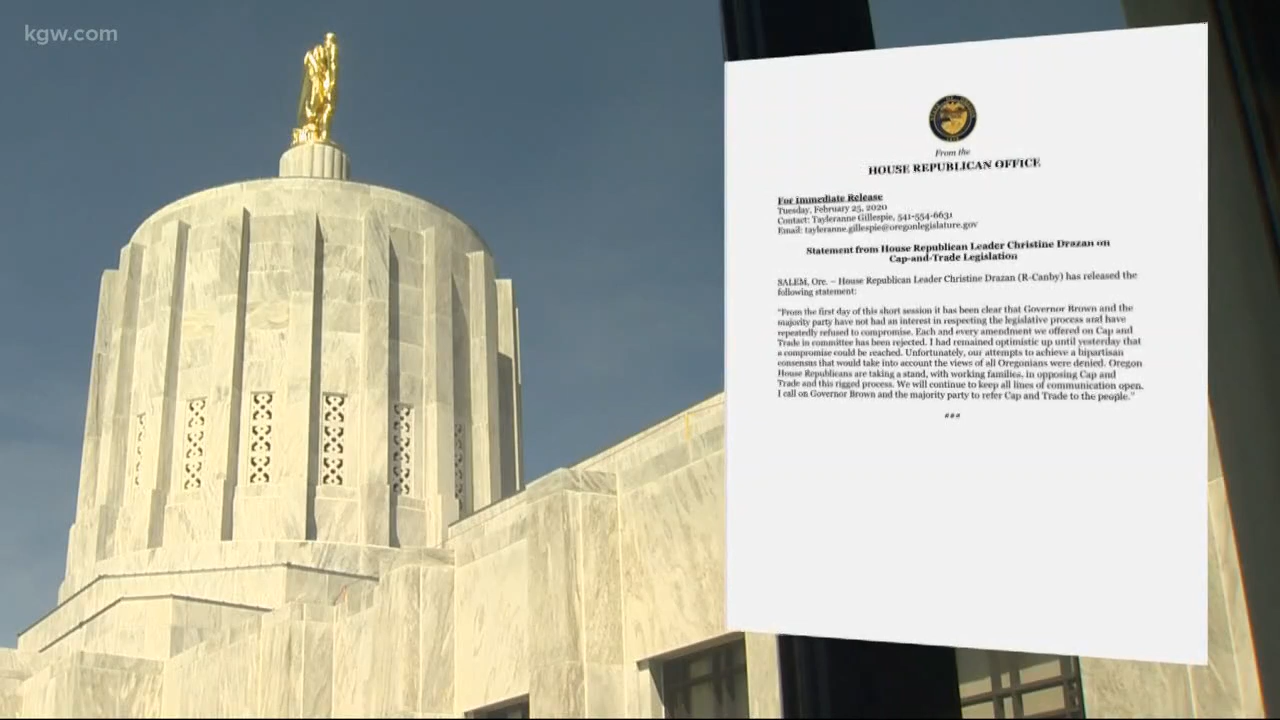 kgw.com
From the
HOUSE REPUBLICAN OFFICE
For Immediate Release
Tuesday, February 25, 2020
Contact: Tayleranne Gillespie, 541-554-6631
Email: tayleranne.gillespie@oregonlegislature.gov
Statement from House Republican Leader Christine Drazan on
Cap-and-Trade Legislation
SALEM, Ore. – House Republican Leader Christine Drazan (R-Canby) has released the
following statement:
"From the first day of this short session it has been clear that Governor Brown and the
majority party have not had an interest in respecting the legislative process and have
repeatedly refused to compromise. Each and every amendment we offered on Cap and
Trade in committee has been rejected. I had remained optimistic up until yesterday that
a compromise could be reached. Unfortunately, our attempts to achieve a bipartisan
consensus that would take into account the views of all Oregonians were denied. Oregon
House Republicans are taking a stand, with working families, in opposing Cap and
Trade and this rigged process. We will continue to keep all lines of communication open.
I call on Governor Brown and the majority party to refer Cap and Trade to the people."
###